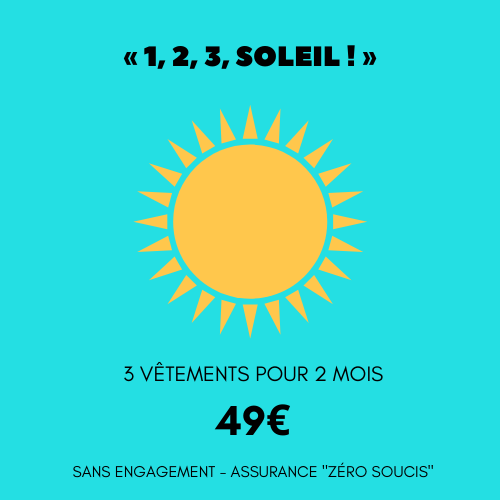 « 1, 2, 3, SOLEIL ! »
3 VÊTEMENTS POUR 2 MOIS
49€
SANS ENGAGEMENT - ASSURANCE "ZÉRO SOUCIS"